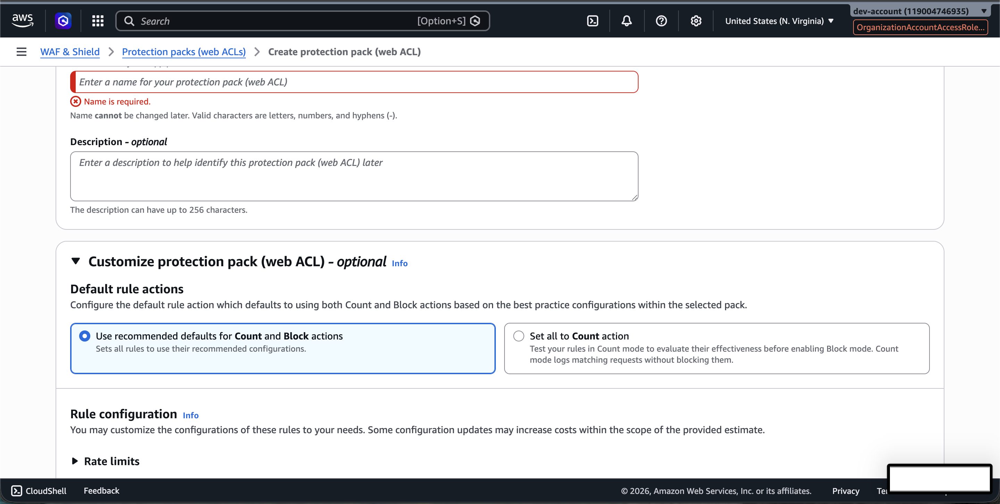 aws
Search
[Option+S]
United States (N. Virginia)
dev-account (119004746935)
OrganizationAccountAccessRole...
WAF & Shield
Protection packs (web ACLs)
Create protection pack (web ACL)
Enter a name for your protection pack (web ACL)
Name is required.
Name cannot be changed later. Valid characters are letters, numbers, and hyphens (-).
Description - optional
Enter a description to help identify this protection pack (web ACL) later
The description can have up to 256 characters.
Customize protection pack (web ACL) - optional Info
Default rule actions
Configure the default rule action which defaults to using both Count and Block actions based on the best practice configurations within the selected pack.
Use recommended defaults for Count and Block actions
Sets all rules to use their recommended configurations.
Set all to Count action
Test your rules in Count mode to evaluate their effectiveness before enabling Block mode. Count
mode logs matching requests without blocking them.
Rule configuration Info
You may customize the configurations of these rules to your needs. Some configuration updates may increase costs within the scope of the provided estimate.
Rate limits
CloudShell
Feedback
© 2026, Amazon Web Services, Inc. or its affiliates.
Privacy